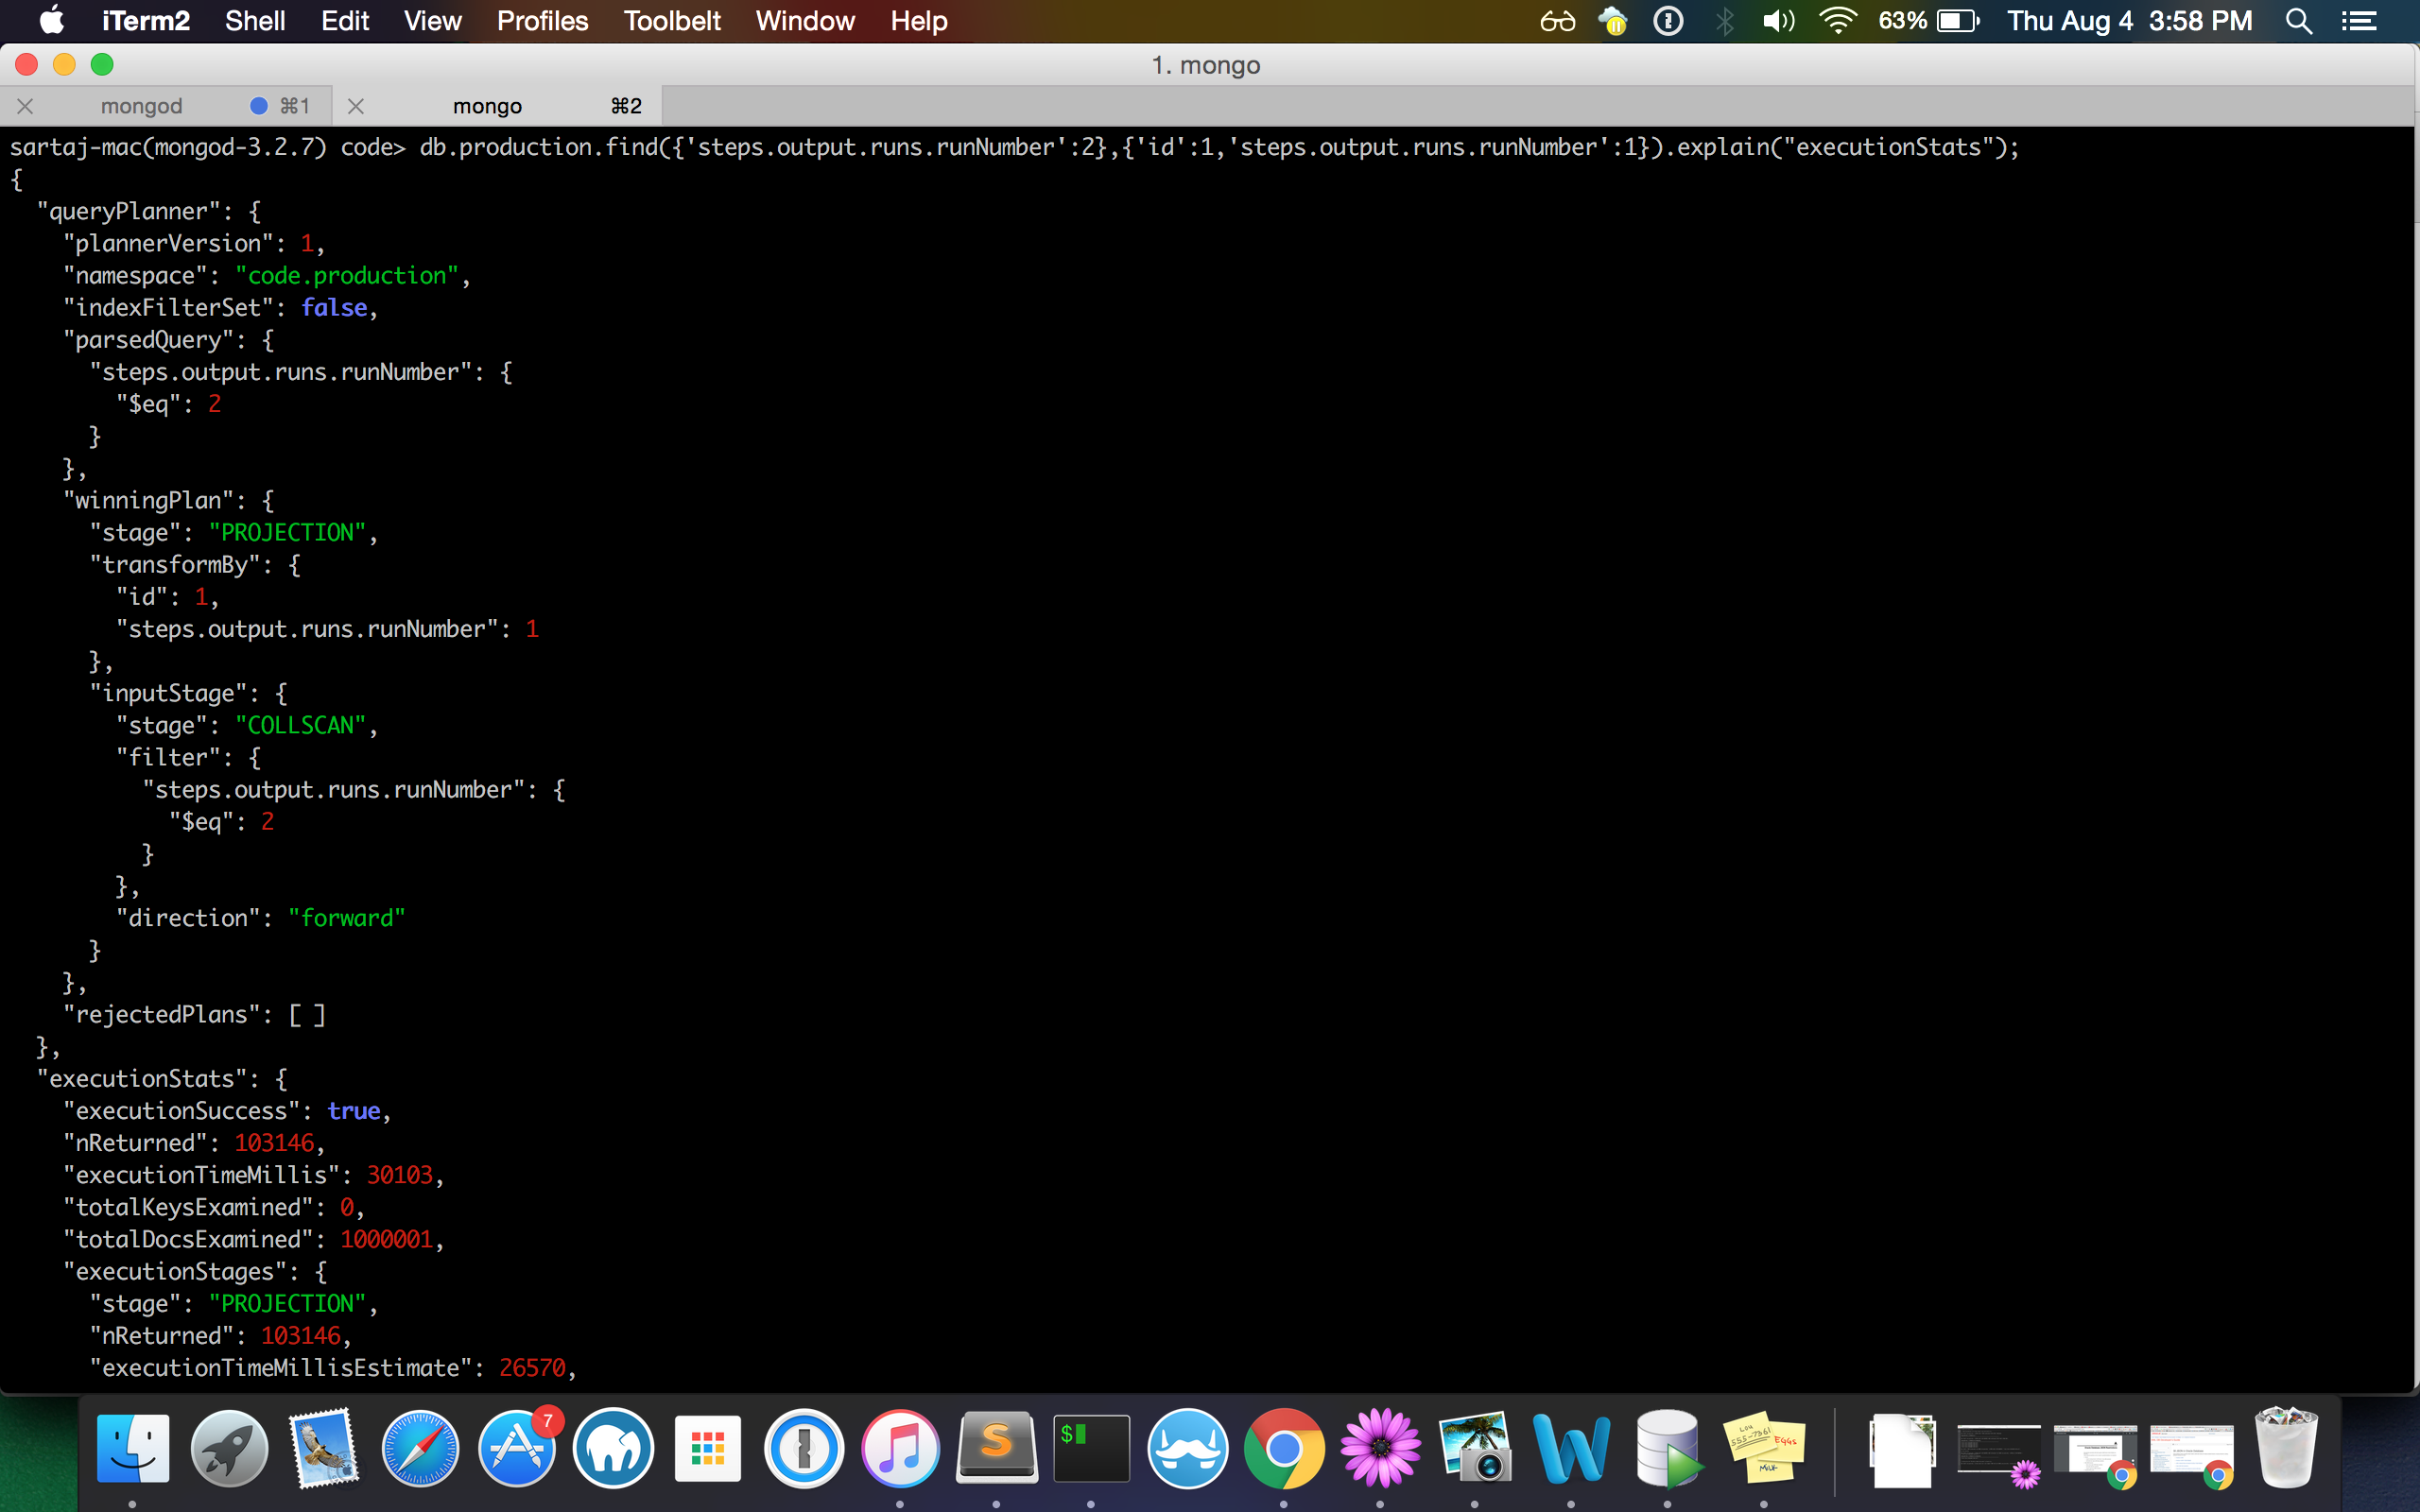 iTerm2 Shell Edit View Profiles Toolbelt Window Help 63% Thu Aug 4 3:58 PM
1. mongo
mongod ⌘1 mongo ⌘2
sartaj-mac(mongod-3.2.7) code> db.production.find({'steps.output.runs.runNumber':2},{'id':1,'steps.output.runs.runNumber':1}).explain("executionStats");
{
  "queryPlanner": {
    "plannerVersion": 1,
    "namespace": "code.production",
    "indexFilterSet": false,
    "parsedQuery": {
      "steps.output.runs.runNumber": {
        "$eq": 2
      }
    },
    "winningPlan": {
      "stage": "PROJECTION",
      "transformBy": {
        "id": 1,
        "steps.output.runs.runNumber": 1
      },
      "inputStage": {
        "stage": "COLLSCAN",
        "filter": {
          "steps.output.runs.runNumber": {
            "$eq": 2
          }
        },
        "direction": "forward"
      }
    },
    "rejectedPlans": [ ]
  },
  "executionStats": {
    "executionSuccess": true,
    "nReturned": 103146,
    "executionTimeMillis": 30103,
    "totalKeysExamined": 0,
    "totalDocsExamined": 1000001,
    "executionStages": {
      "stage": "PROJECTION",
      "nReturned": 103146,
      "executionTimeMillisEstimate": 26570,
7
$
S
LOW
555-7361
EGGS
MILK